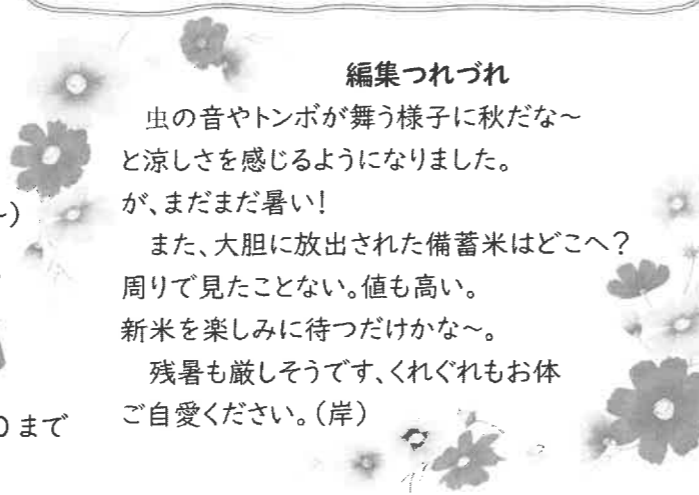 編集つれづれ
虫の音やトンボが舞う様子に秋だな～
と涼しさを感じるようになりました。
が、まだまだ暑い！
また、大胆に放出された備蓄米はどこへ？
周りで見たことない。値も高い。
新米を楽しみに待つだけかな～。
残暑も厳しそうです、くれぐれもお体
ご自愛ください。（岸）
～）
0まで